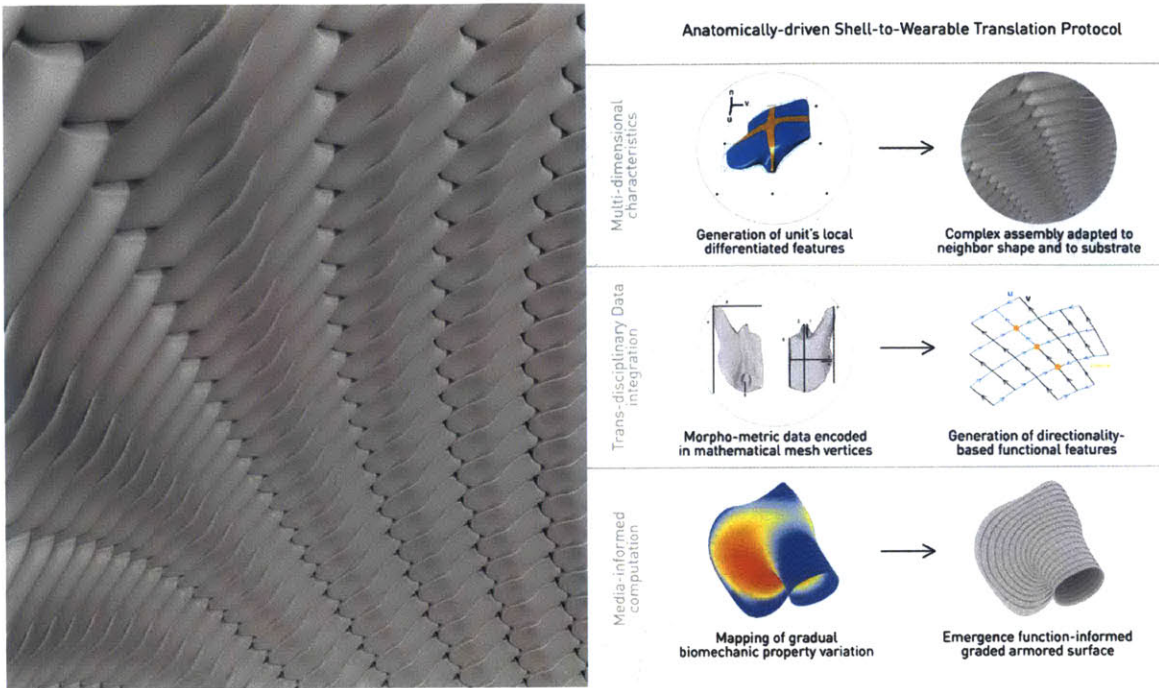 Anatomically-driven Shell-to-Wearable Translation Protocol
Multi-dimensional
characteristics
n
v
u
Generation of unit's local
differentiated features
Complex assembly adapted to
neighbor shape and to substrate
Trans-disciplinary Data
integration
u
v
Morpho-metric data encoded
in mathematical mesh vertices
Generation of directionality-
based functional features
Media-informed
computation
Mapping of gradual
biomechanic property variation
Emergence function-informed
graded armored surface